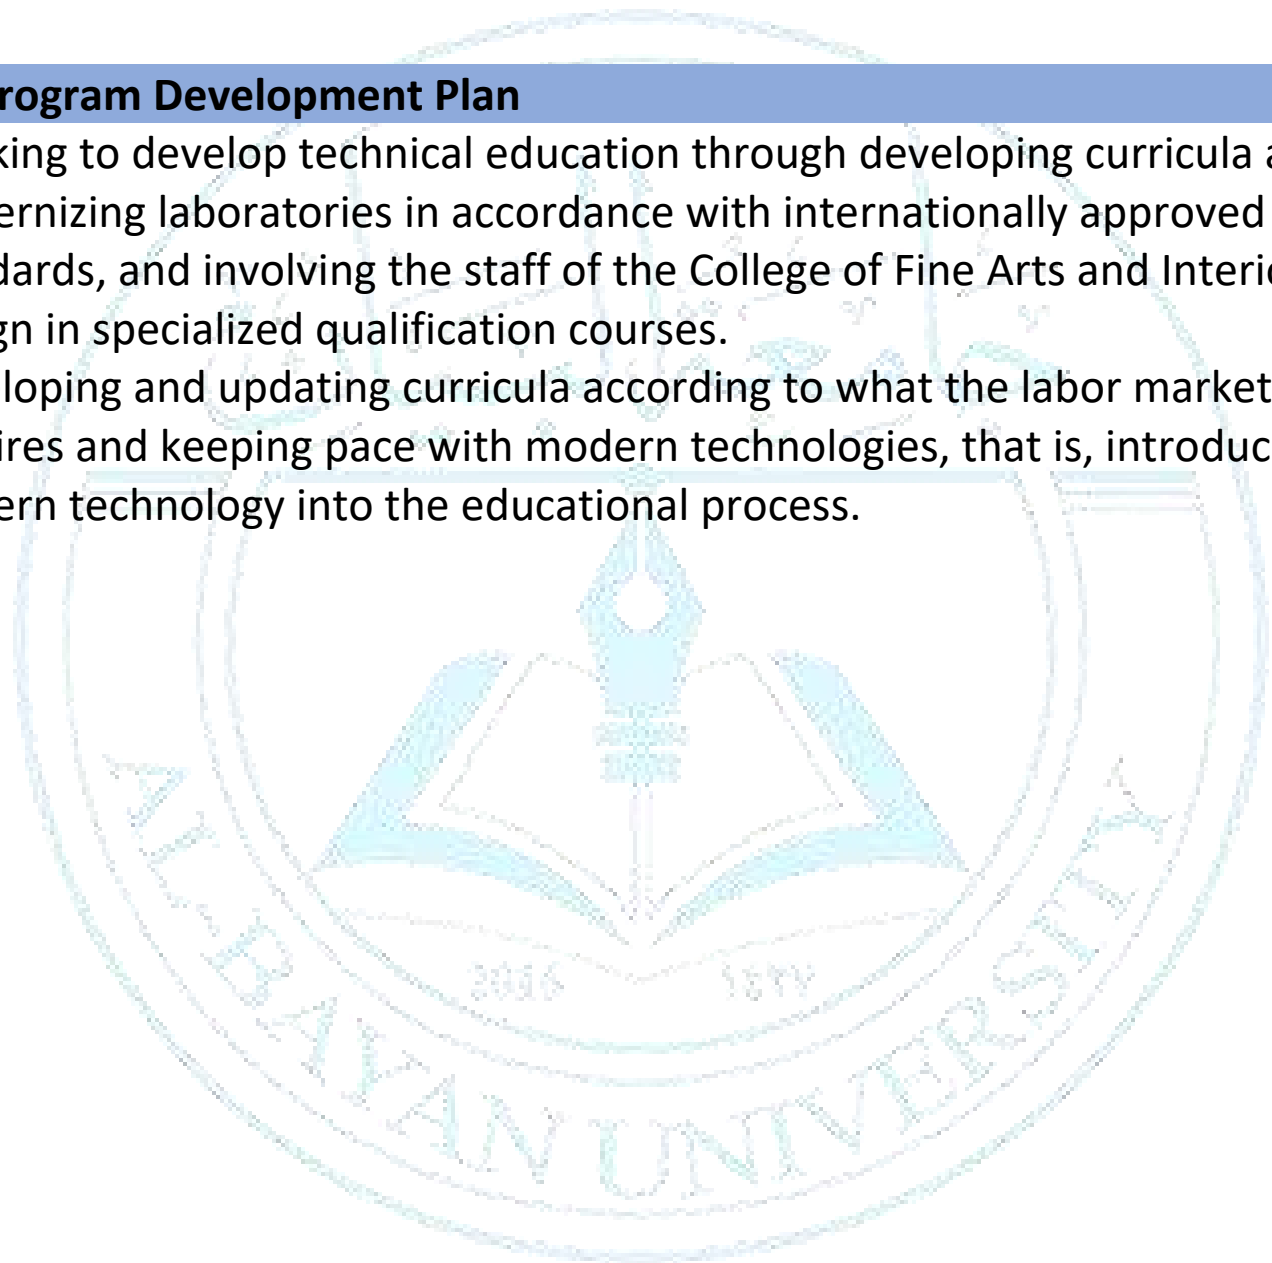 rogram Development Plan
king to develop technical education through developing curricula a
ernizing laboratories in accordance with internationally approved
dards, and involving the staff of the College of Fine Arts and Interio
gn in specialized qualification courses.
loping and updating curricula according to what the labor market
ires and keeping pace with modern technologies, that is, introduc
ern technology into the educational process.
2016
AL-BAYAN UNIVERSITY